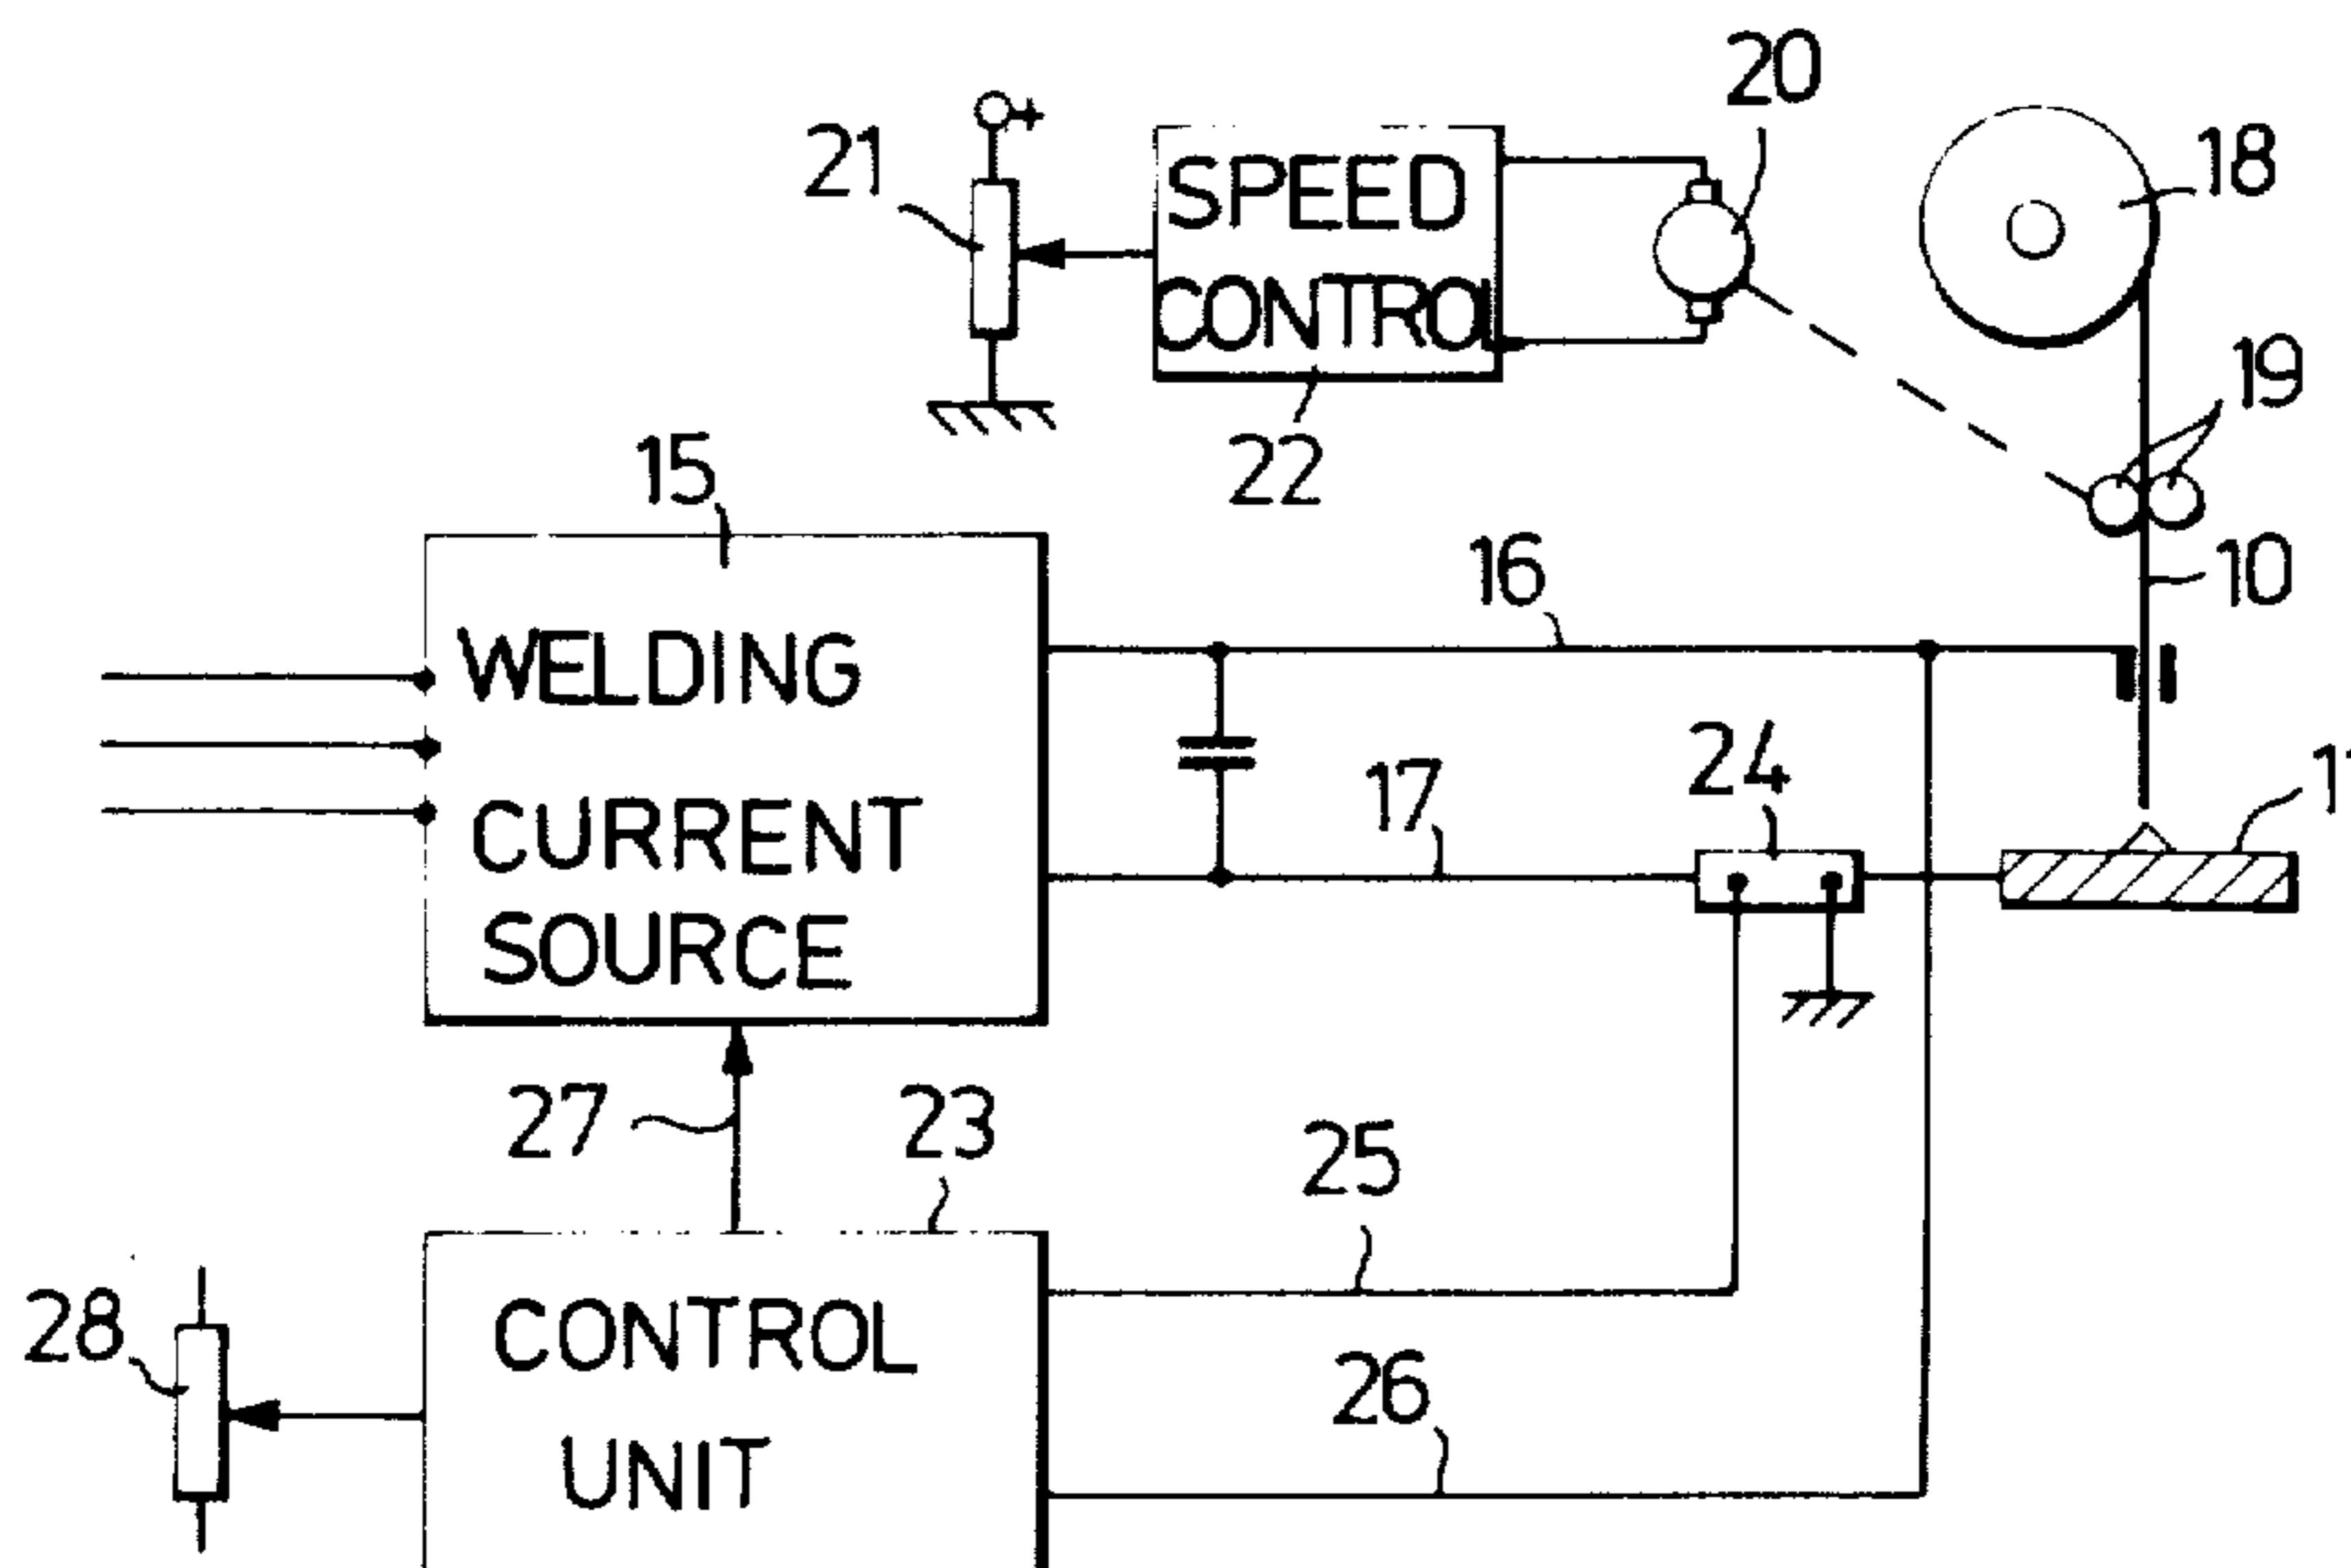 20
21
18
SPEED
CONTROL
19
22
15
16
10
WELDING
24
17
CURRENT
SOURCE
27
23
25
28
CONTROL
26
UNIT